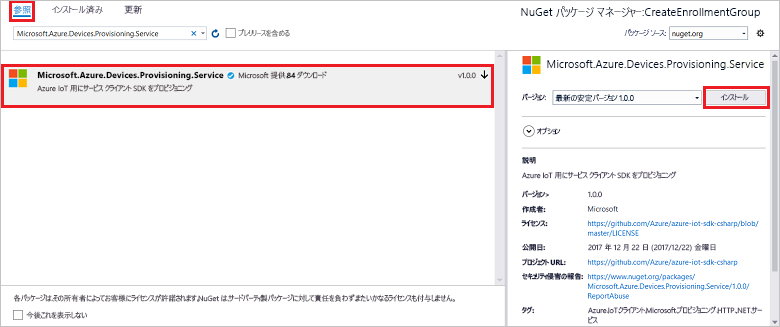 参照 インストール済み 更新
NuGet パッケージ マネージャー:CreateEnrollmentGroup
Microsoft.Azure.Devices.Provisioning.Service
プレリリースを含める
パッケージ ソース: nuget.org
Microsoft.Azure.Devices.Provisioning.Service Microsoft 提供,84 ダウンロード v1.0.0
Azure IoT 用にサービス クライアント SDK をプロビジョニング
各パッケージはその所有者によってお客様にライセンスが許諾されます。NuGet はサードパーティ製パッケージに対して責任を負わずまたいかなるライセンスも付与しません。
今後これを表示しない
Microsoft.Azure.Devices.Provisioning.Service
バージョン: 最新の安定バージョン 1.0.0 インストール
オプション
説明
Azure IoT 用にサービス クライアント SDK をプロビジョニング
バージョン> 1.0.0
作成者: Microsoft
ライセンス: https://github.com/Azure/azure-iot-sdk-csharp/blob/
master/LICENSE
公開日: 2017 年 12 月 22 日 (2017/12/22) 金曜日
プロジェクト URL: https://github.com/Azure/azure-iot-sdk-csharp
セキュリティ侵害の報告: https://www.nuget.org/packages/
Microsoft.Azure.Devices.Provisioning.Service/1.0.0/
ReportAbuse
タグ: Azure.IoTクライアント,Microsoftプロビジョニング,HTTP,.NET,サー
ビス